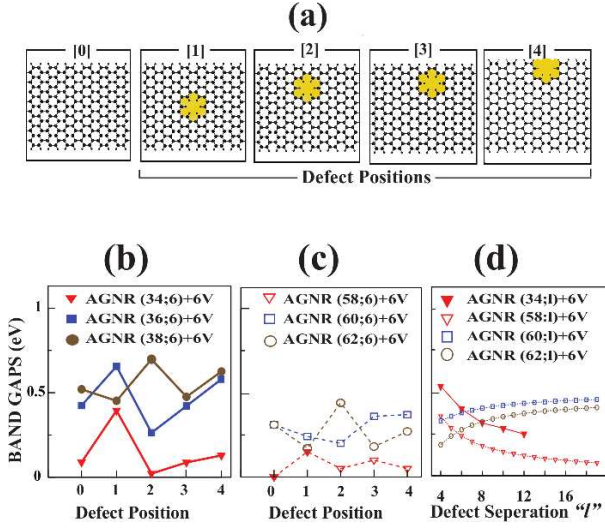 (a)
[0] [1] [2] [3] [4]
Defect Positions
(b) (c) (d)
AGNR (34;6)+6V
AGNR (36;6)+6V
AGNR (38;6)+6V
AGNR (58;6)+6V
AGNR (60;6)+6V
AGNR (62;6)+6V
AGNR (34;l)+6V
AGNR (58;l)+6V
AGNR (60;l)+6V
AGNR (62;l)+6V
BAND GAPS (eV)
1
0.5
0
0 1 2 3 4
Defect Position
0 1 2 3 4
Defect Position
4 8 12 16
Defect Seperation “l”